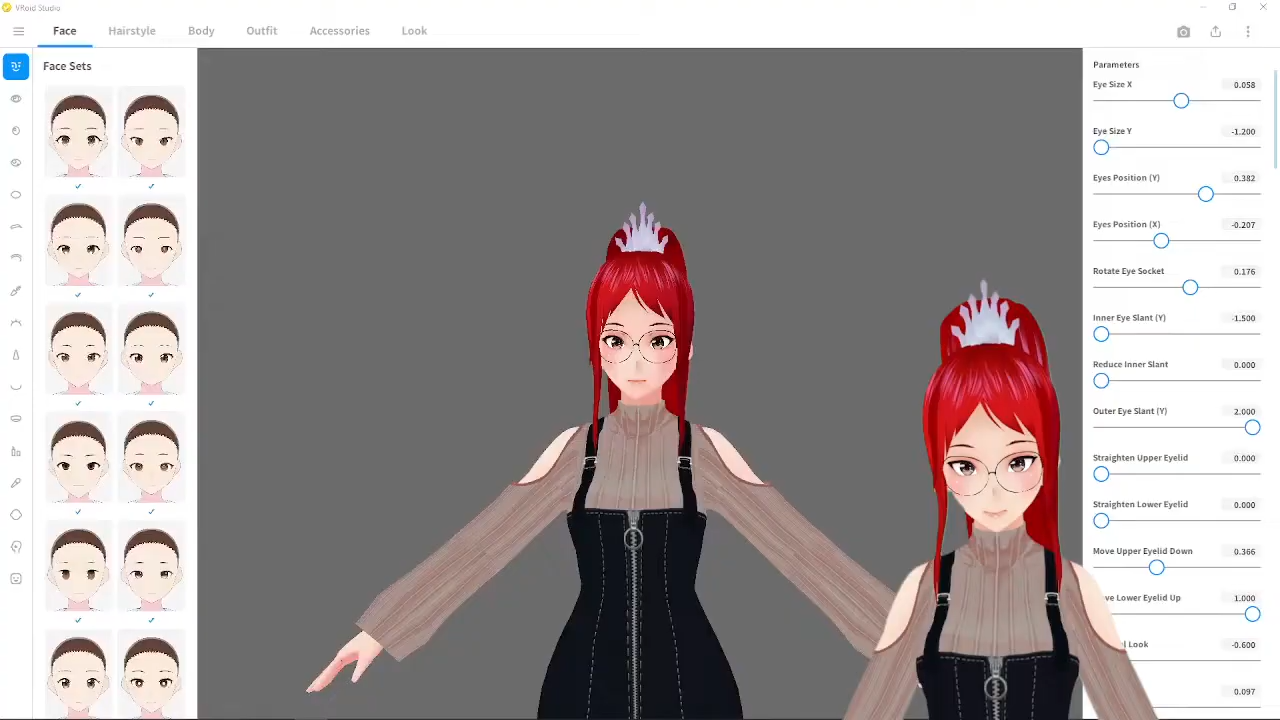 VRoid Studio
Face Hairstyle Body Outfit Accessories Look
Face Sets
Parameters
Eye Size X 0.058
Eye Size Y -1.200
Eyes Position (Y) 0.382
Eyes Position (X) -0.207
Rotate Eye Socket 0.176
Inner Eye Slant (Y) -1.500
Reduce Inner Slant 0.000
Outer Eye Slant (Y) 2.000
Straighten Upper Eyelid 0.000
Straighten Lower Eyelid 0.000
Move Upper Eyelid Down 0.366
Lower Eyelid Up 1.000
Look -0.600
0.097